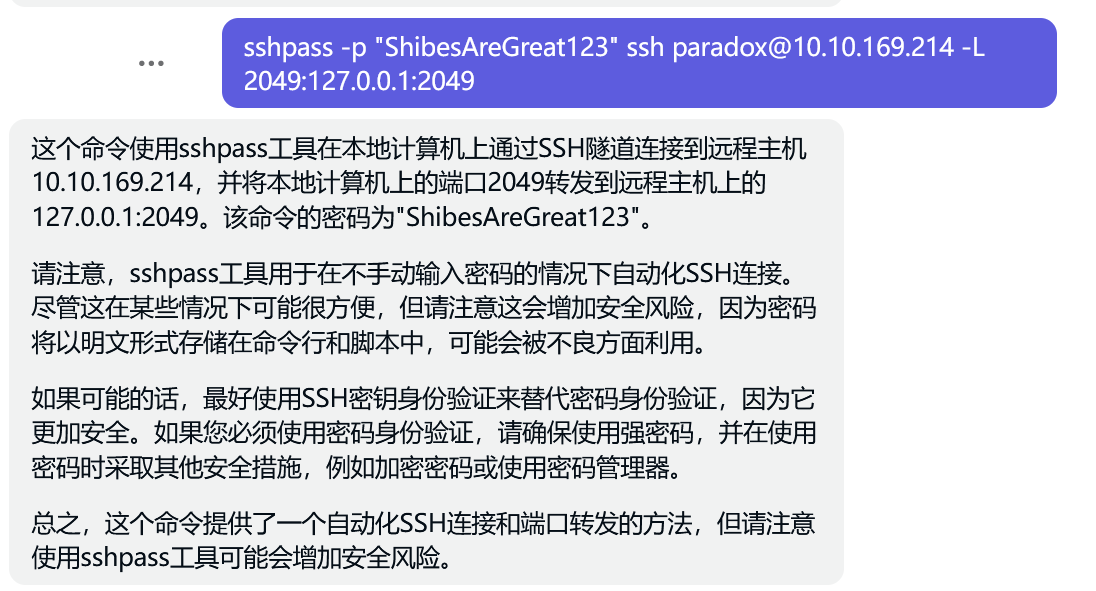 sshpass -p "ShibesAreGreat123" ssh paradox@10.10.169.214 -L
2049:127.0.0.1:2049
这个命令使用sshpass工具在本地计算机上通过SSH隧道连接到远程主机
10.10.169.214，并将本地计算机上的端口2049转发到远程主机上的
127.0.0.1:2049。该命令的密码为"ShibesAreGreat123"。
请注意，sshpass工具用于在不手动输入密码的情况下自动化SSH连接。
尽管这在某些情况下可能很方便，但请注意这会增加安全风险，因为密码
将以明文形式存储在命令行和脚本中，可能会被不良方面利用。
如果可能的话，最好使用SSH密钥身份验证来替代密码身份验证，因为它
更加安全。如果您必须使用密码身份验证，请确保使用强密码，并在使用
密码时采取其他安全措施，例如加密密码或使用密码管理器。
总之，这个命令提供了一个自动化SSH连接和端口转发的方法，但请注意
使用sshpass工具可能会增加安全风险。